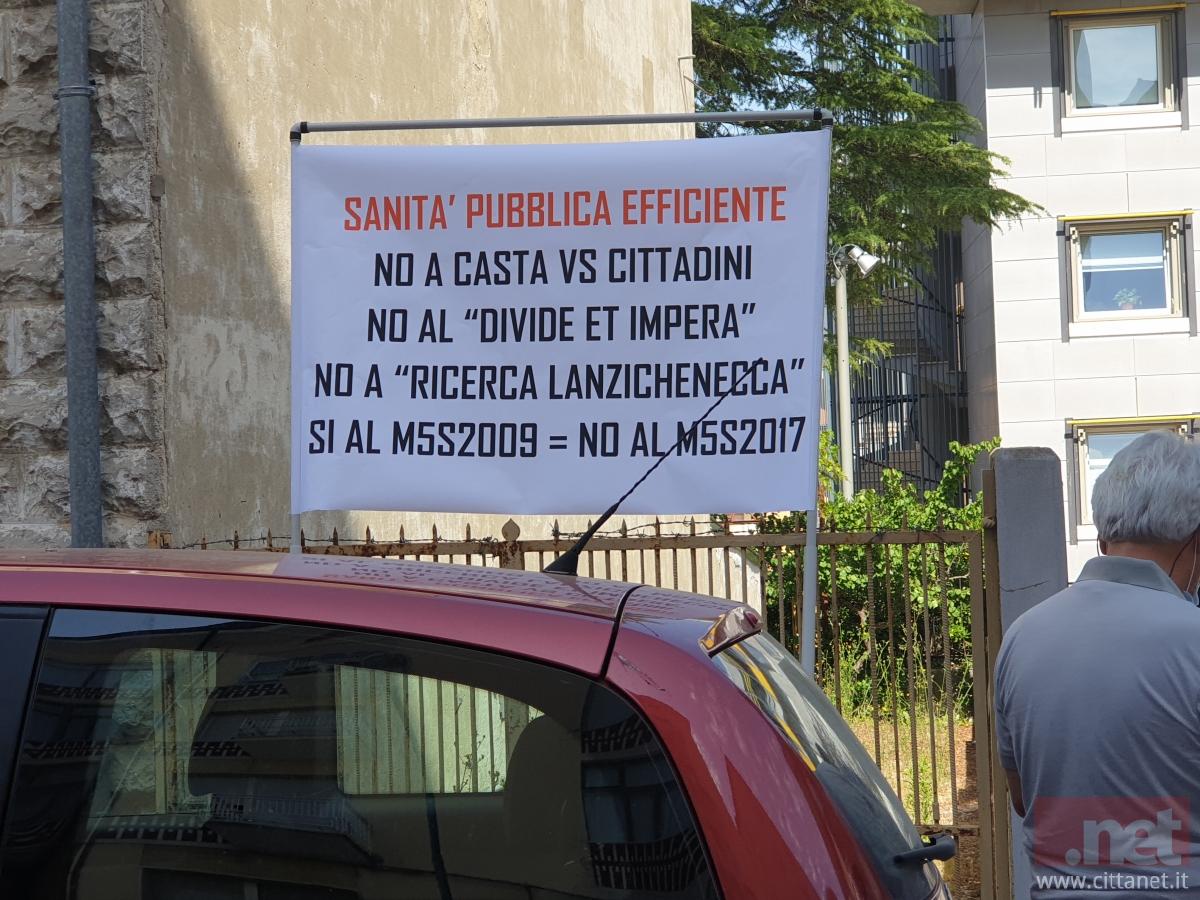 SANITA' PUBBLICA EFFICIENTE
NO A CASTA VS CITTADINI
NO AL "DIVIDE ET IMPERA"
NO A "RICERCA LANZICHENECCA"
SI AL M5S2009 = NO AL M5S2017
.net
www.cittanet.it